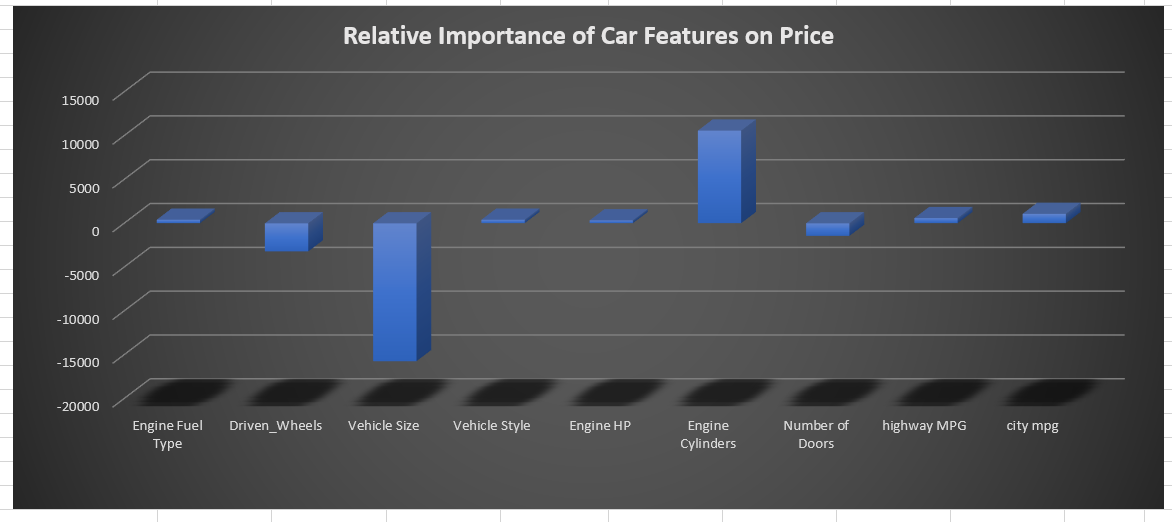 Relative Importance of Car Features on Price
15000
10000
5000
0
-5000
-10000
-15000
-20000
Engine Fuel
Type
Driven_Wheels
Vehicle Size
Vehicle Style
Engine HP
Engine
Cylinders
Number of
Doors
highway MPG
city mpg